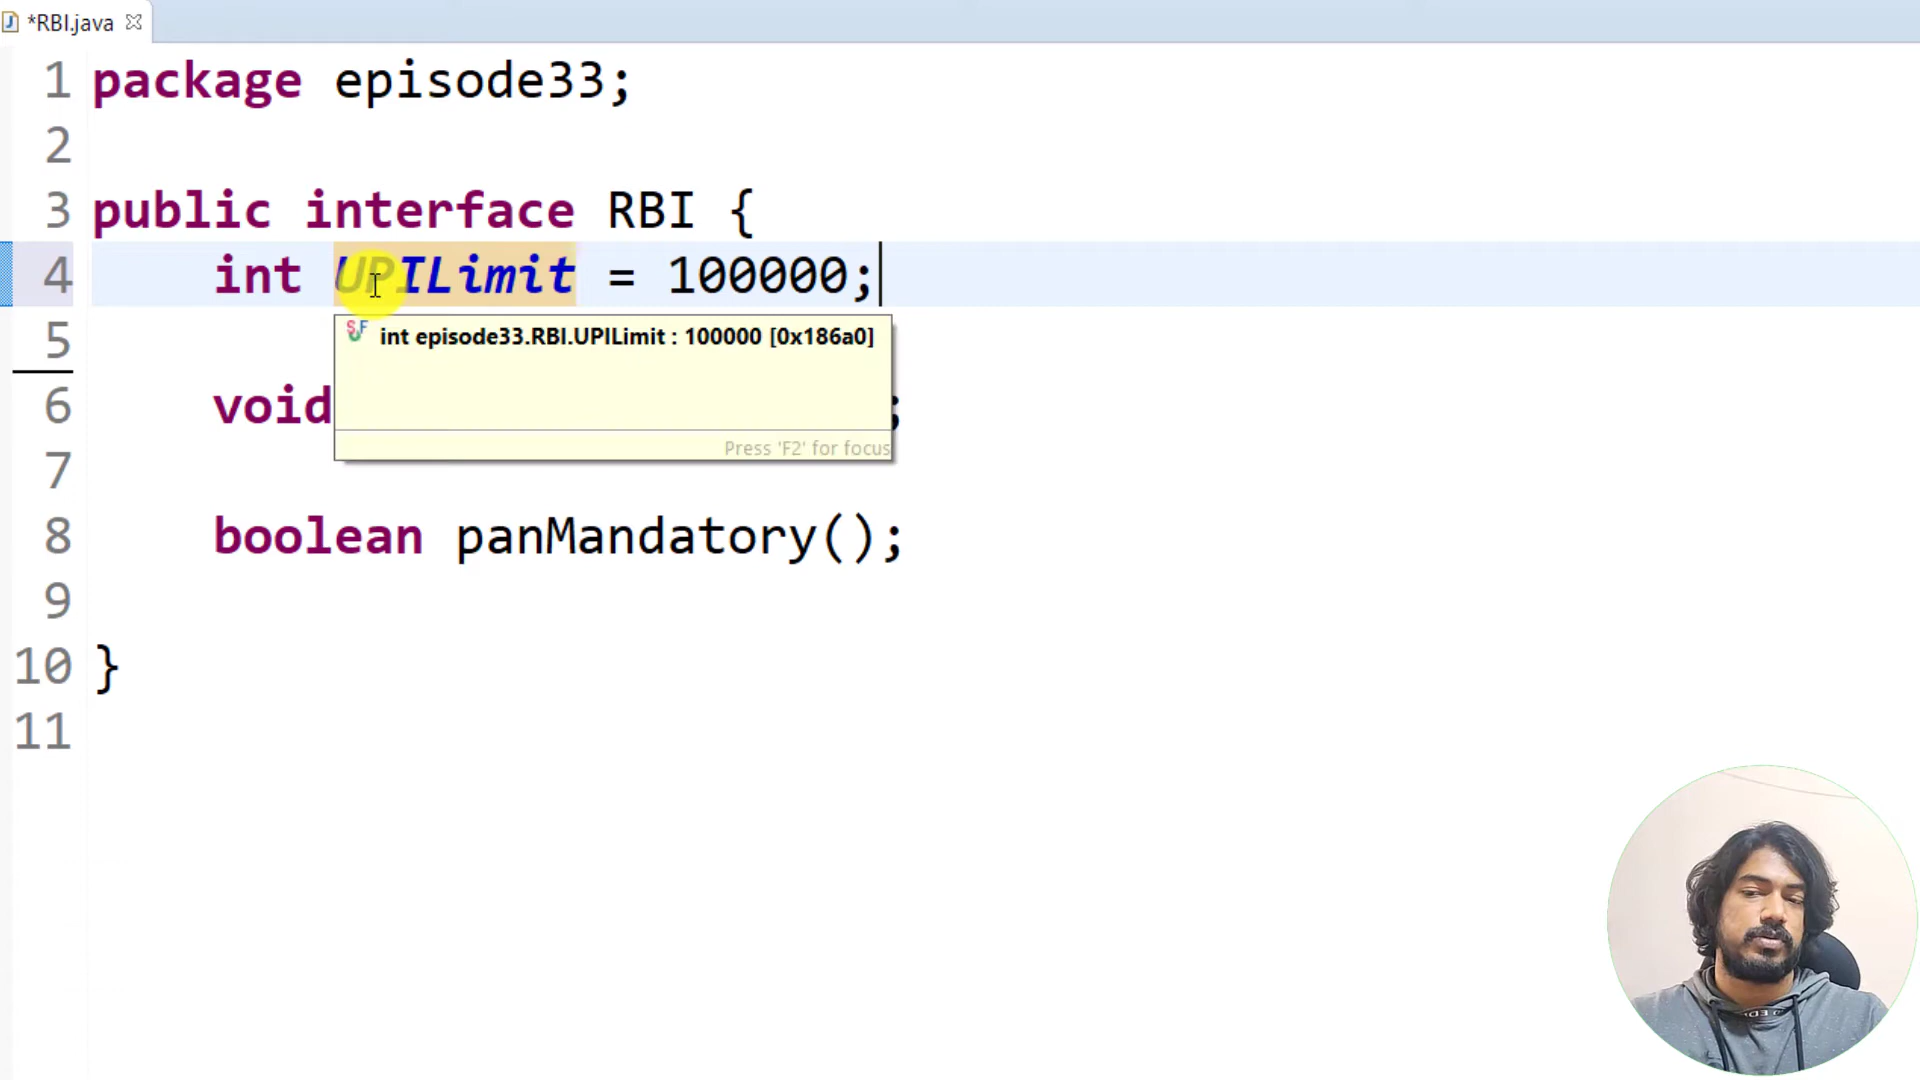 *RBI.java
1 package episode33;
2
3 public interface RBI {
4 int UPILimit = 100000;
5
int episode33.RBI.UPILimit : 100000 [0x186a0]
6 void ;
Press 'F2' for focus
7
8 boolean panMandatory();
9
10 }
11